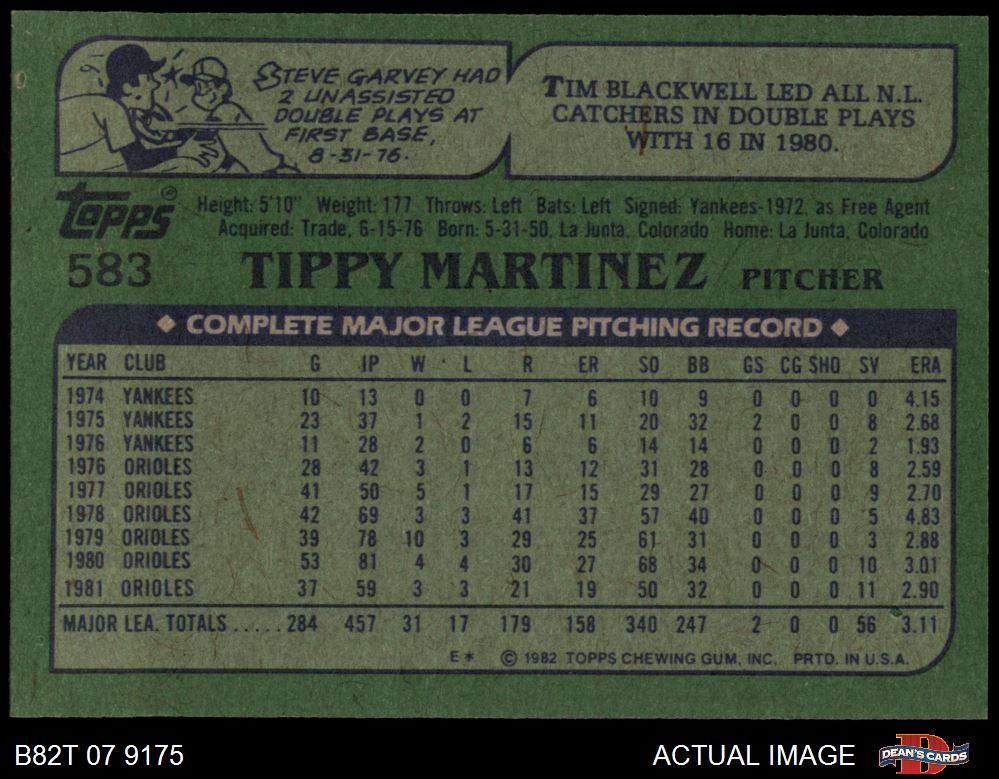 STEVE GARVEY HAD
2 UNASSISTED
DOUBLE PLAYS AT
FIRST BASE,
8-31-76.
TIM BLACKWELL LED ALL N.L.
CATCHERS IN DOUBLE PLAYS
WITH 16 IN 1980.
Topps®
Height: 5'10" Weight: 177 Throws: Left Bats: Left Signed: Yankees-1972, as Free Agent
Acquired: Trade, 6-15-76 Born: 5-31-50, La Junta, Colorado Home: La Junta, Colorado
583 TIPPY MARTINEZ PITCHER
◆ COMPLETE MAJOR LEAGUE PITCHING RECORD ◆
YEAR CLUB G IP W L R ER SO BB GS CG SHO SV ERA
1974 YANKEES 10 13 0 0 7 6 10 9 0 0 0 0 4.15
1975 YANKEES 23 37 1 2 15 11 20 32 2 0 0 8 2.68
1976 YANKEES 11 28 2 0 6 6 14 14 0 0 0 2 1.93
1976 ORIOLES 28 42 3 1 13 12 31 28 0 0 0 8 2.59
1977 ORIOLES 41 50 5 1 17 15 29 27 0 0 0 9 2.70
1978 ORIOLES 42 69 3 3 41 37 57 40 0 0 0 5 4.83
1979 ORIOLES 39 78 10 3 29 25 61 31 0 0 0 3 2.88
1980 ORIOLES 53 81 4 4 30 27 68 34 0 0 0 10 3.01
1981 ORIOLES 37 59 3 3 21 19 50 32 0 0 0 11 2.90
MAJOR LEA. TOTALS ..... 284 457 31 17 179 158 340 247 2 0 0 56 3.11
E* © 1982 TOPPS CHEWING GUM, INC. PRTD. IN U.S.A.
B82T 07 9175 ACTUAL IMAGE DEAN'S CARDS